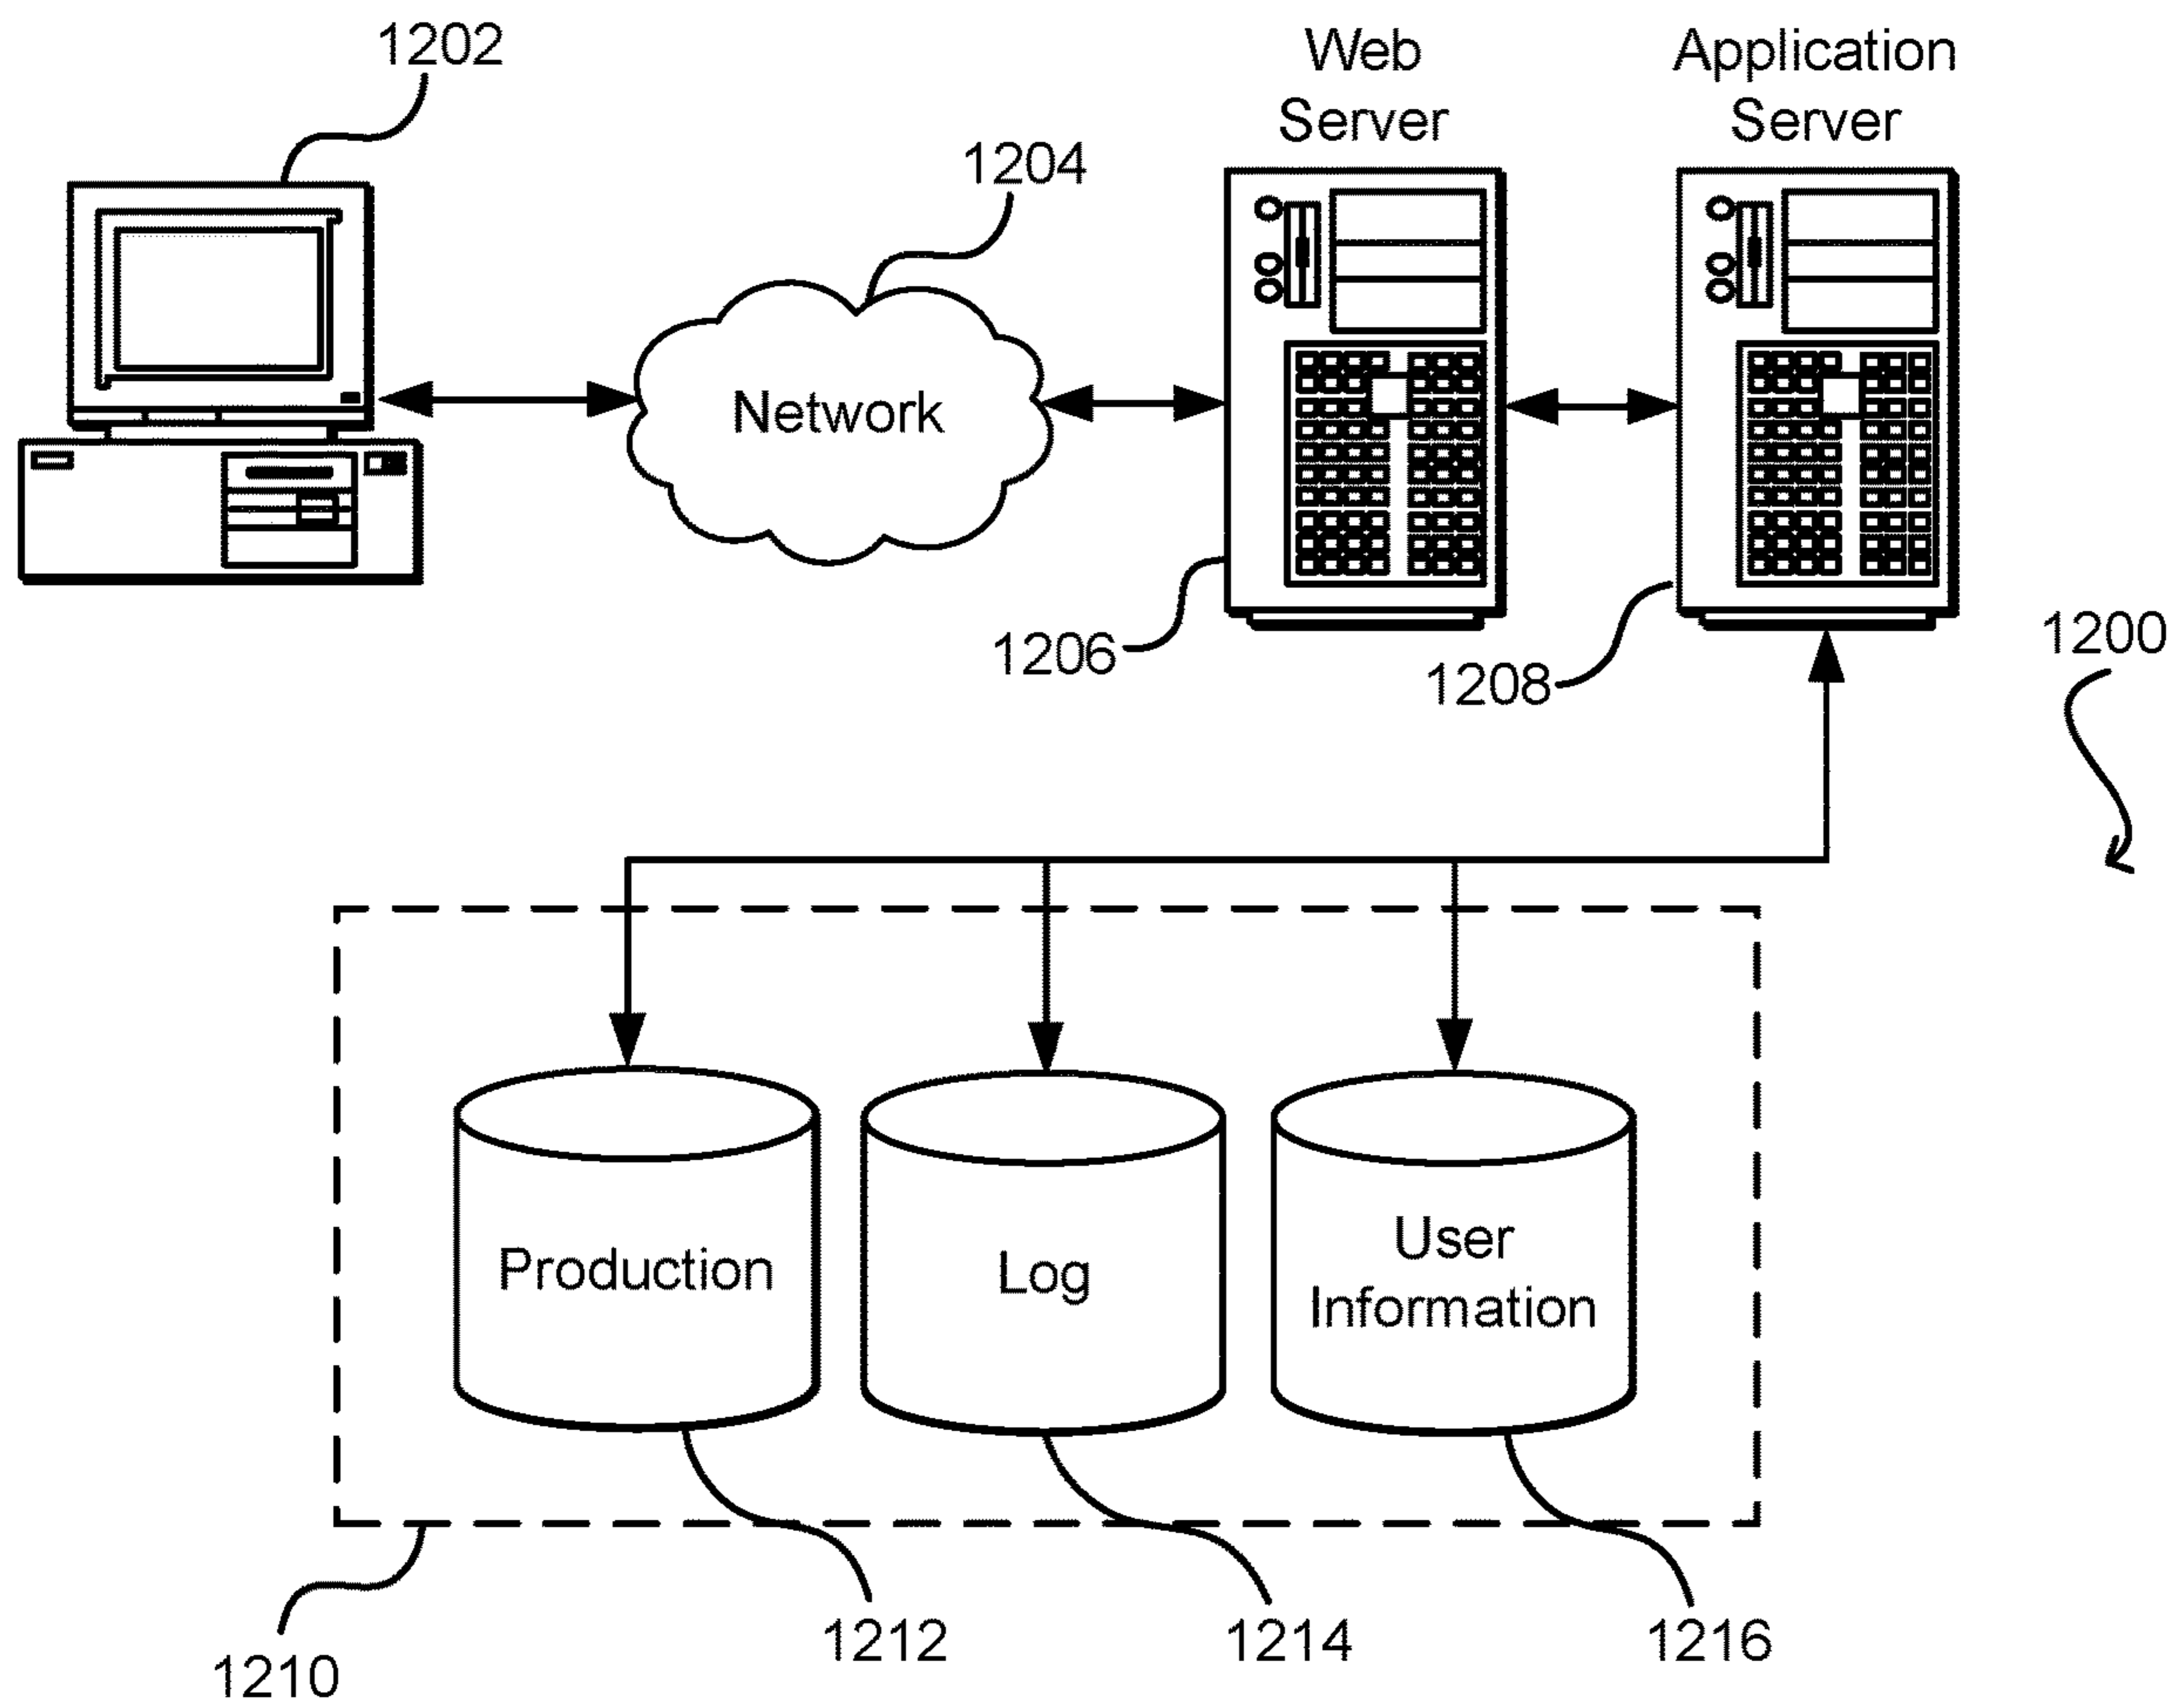 1202
Web
Server
Application
Server
1204
Network
1206
1208
1200
Production
Log
User
Information
1210
1212
1214
1216